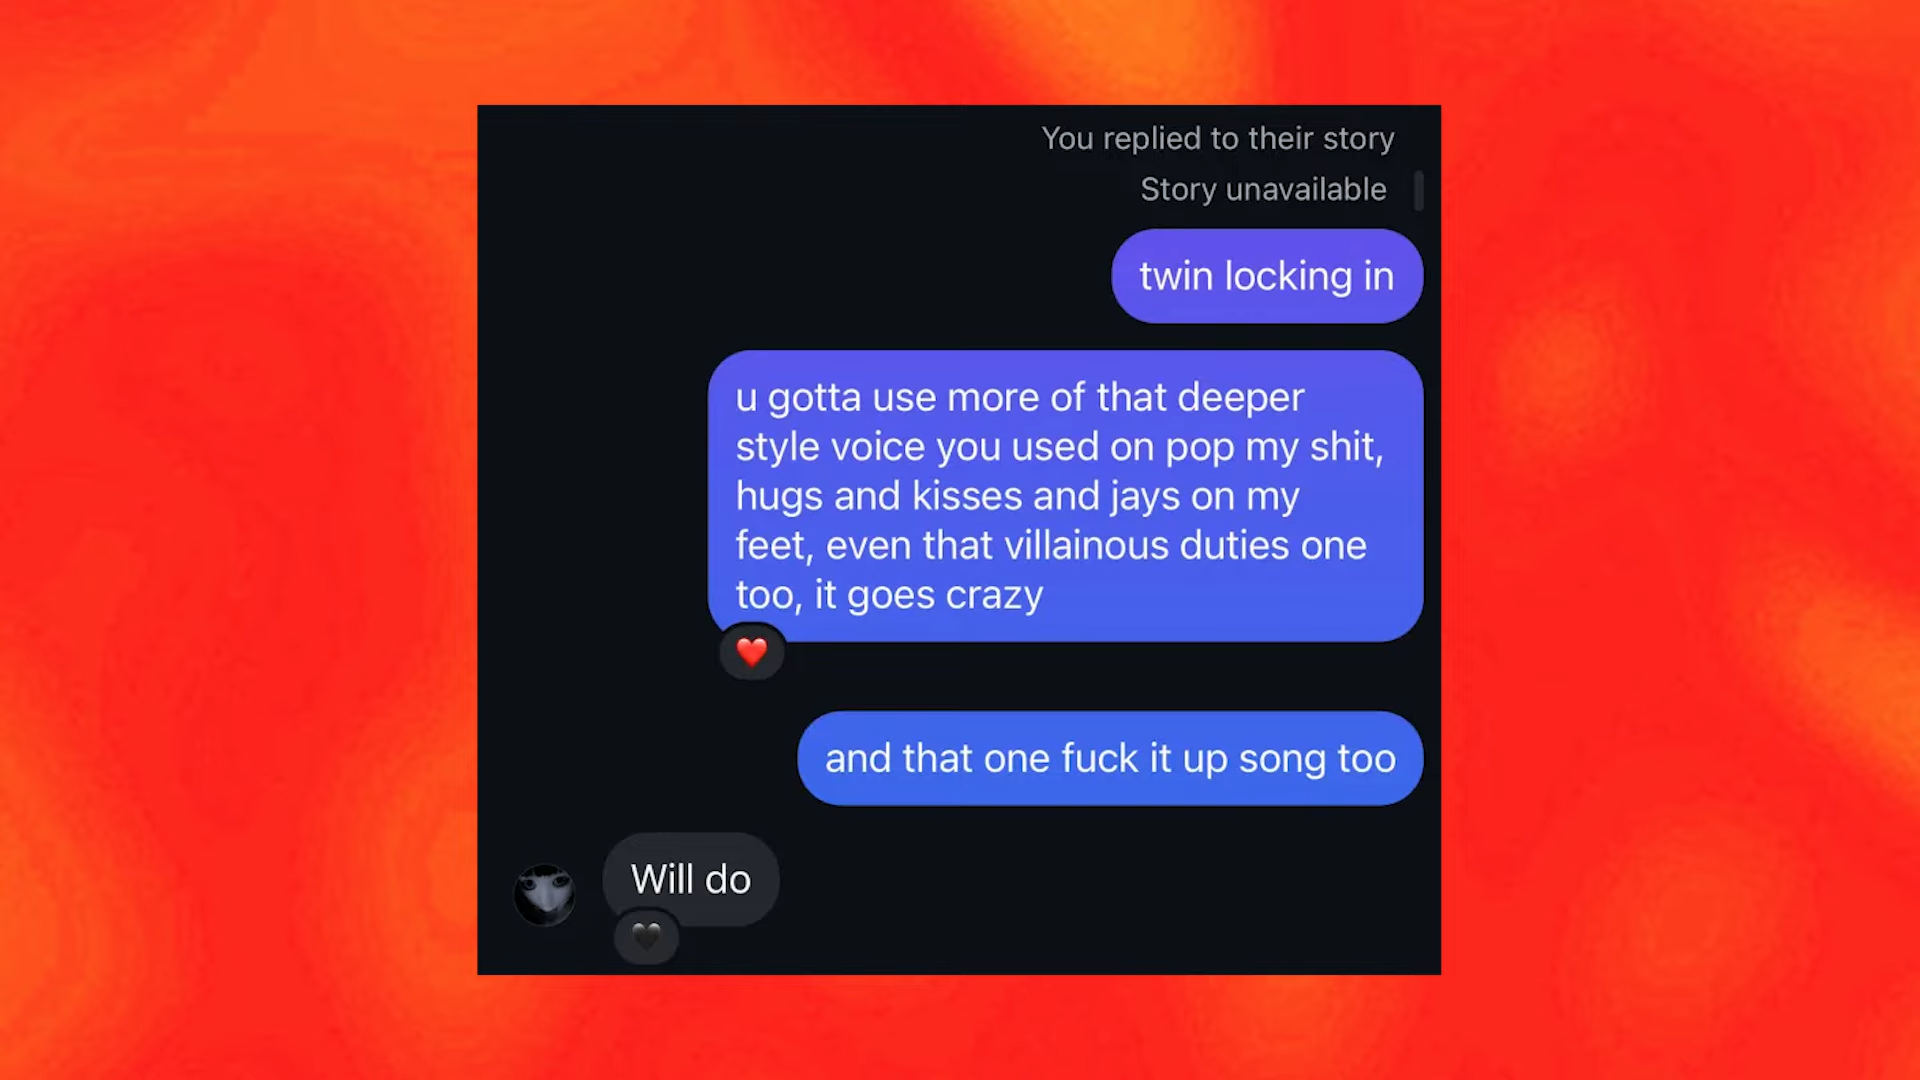 You replied to their story
Story unavailable
twin locking in
u gotta use more of that deeper
style voice you used on pop my shit,
hugs and kisses and jays on my
feet, even that villainous duties one
too, it goes crazy
and that one fuck it up song too
Will do